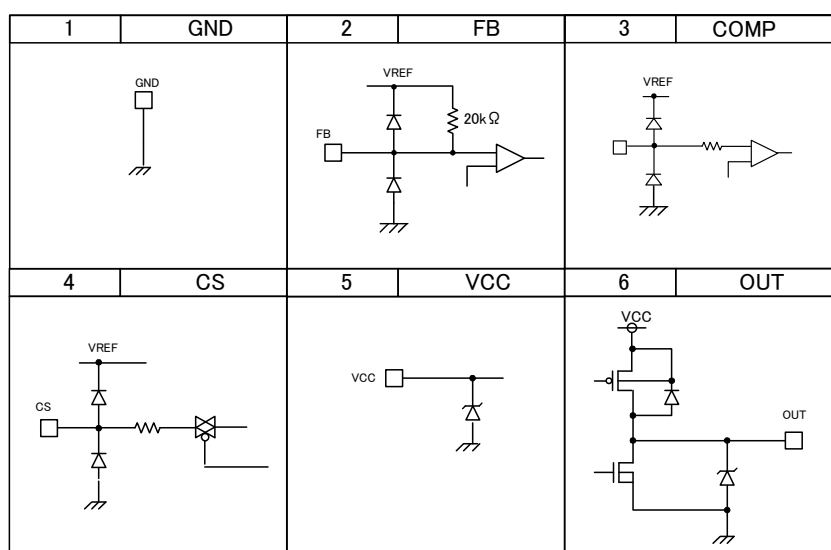 1 GND 2 FB 3 COMP
GND
VREF
20kΩ
FB
VREF
4 CS 5 VCC 6 OUT
VREF
CS
VCC
VCC
OUT